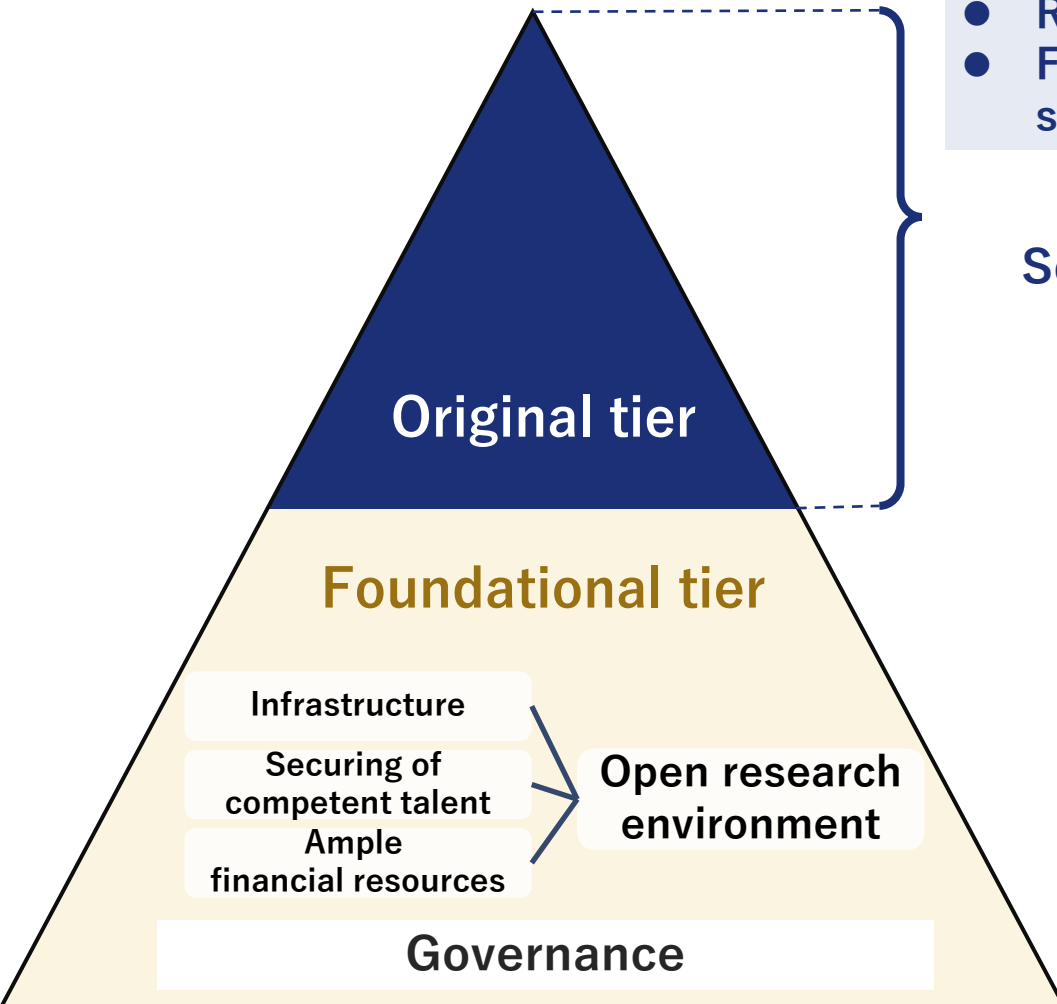 Original tier
Foundational tier
Infrastructure
Securing of
competent talent
Ample
financial resources
Open research
environment
Governance